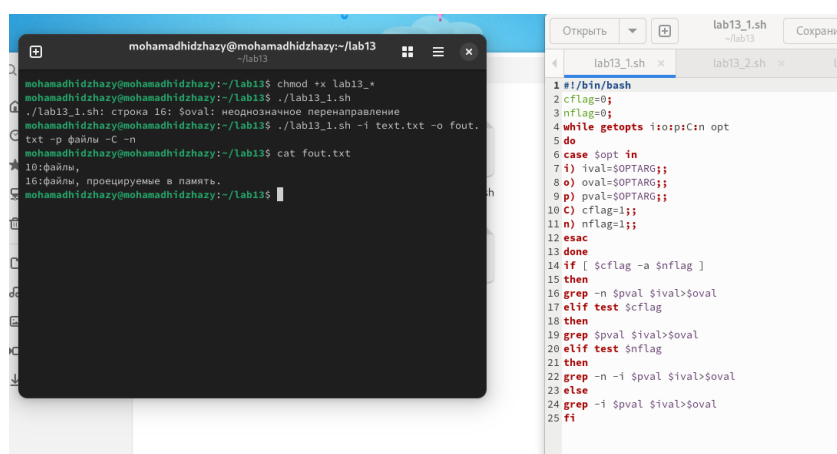 mohamadhidzhazy@mohamadhidzhazy:~/lab13
~/lab13
mohamadhidzhazy@mohamadhidzhazy:~/lab13$ chmod +x lab13_*
mohamadhidzhazy@mohamadhidzhazy:~/lab13$ ./lab13_1.sh
./lab13_1.sh: строка 16: $oval: неоднозначное перенаправление
mohamadhidzhazy@mohamadhidzhazy:~/lab13$ ./lab13_1.sh -i text.txt -o fout.
txt -p файлы -C -n
mohamadhidzhazy@mohamadhidzhazy:~/lab13$ cat fout.txt
10:файлы,
16:файлы, проецируемые в память.
mohamadhidzhazy@mohamadhidzhazy:~/lab13$
Открыть
lab13_1.sh
~/lab13
Сохрани
lab13_1.sh ×
lab13_2.sh ×
1 #!/bin/bash
2 cflag=0;
3 nflag=0;
4 while getopts i:o:p:C:n opt
5 do
6 case $opt in
7 i) ival=$OPTARG;;
8 o) oval=$OPTARG;;
9 p) pval=$OPTARG;;
10 C) cflag=1;;
11 n) nflag=1;;
12 esac
13 done
14 if [ $cflag -a $nflag ]
15 then
16 grep -n $pval $ival>$oval
17 elif test $cflag
18 then
19 grep $pval $ival>$oval
20 elif test $nflag
21 then
22 grep -n -i $pval $ival>$oval
23 else
24 grep -i $pval $ival>$oval
25 fi